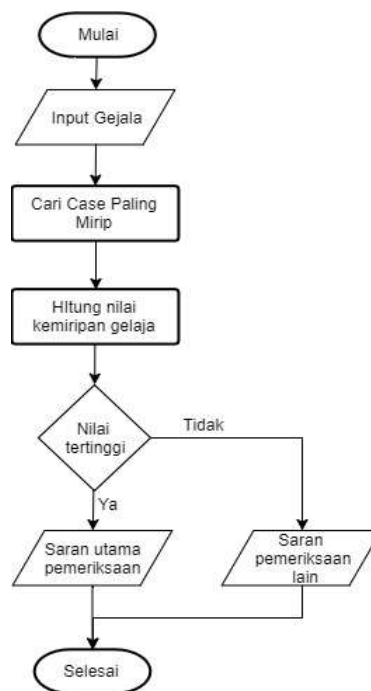 Mulai
Input Gejala
Cari Case Paling
Mirip
HItung nilai
kemiripan gelaja
Nilai
tertinggi
Tidak
Ya
Saran utama
pemeriksaan
Saran
pemeriksaan
lain
Selesai